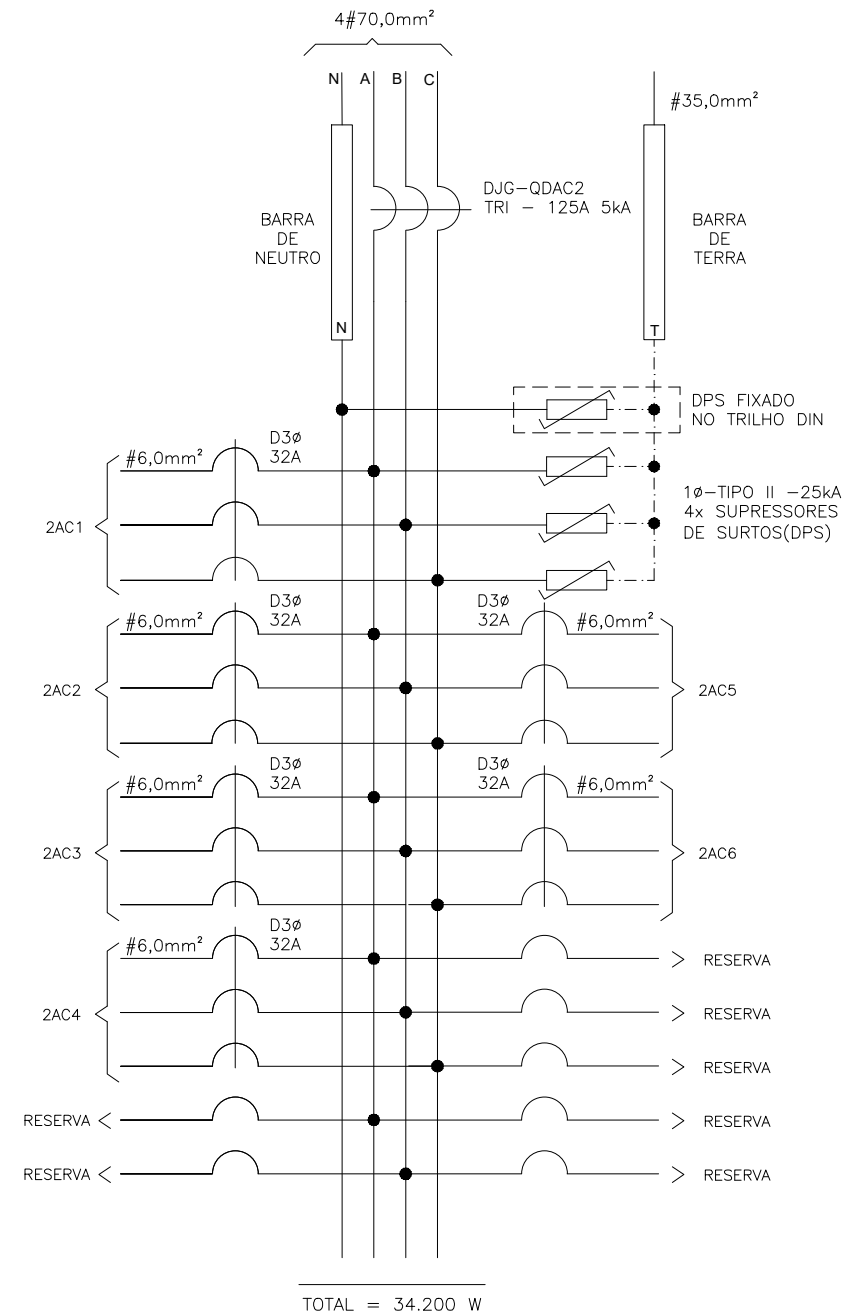 4#70,0mm²
N A B C
#35,0mm²
DJG-QDAC2
TRI - 125A 5kA
BARRA
DE
NEUTRO
BARRA
DE
TERRA
N
T
DPS FIXADO
NO TRILHO DIN
#6,0mm²
D3ø
32A
2AC1
1ø-TIPO II -25kA
4x SUPRESSORES
DE SURTOS(DPS)
#6,0mm²
D3ø
32A
D3ø
32A
#6,0mm²
2AC2
2AC5
#6,0mm²
D3ø
32A
D3ø
32A
#6,0mm²
2AC3
2AC6
#6,0mm²
D3ø
32A
2AC4
RESERVA
RESERVA
RESERVA
RESERVA
RESERVA
RESERVA
RESERVA
TOTAL = 34.200 W